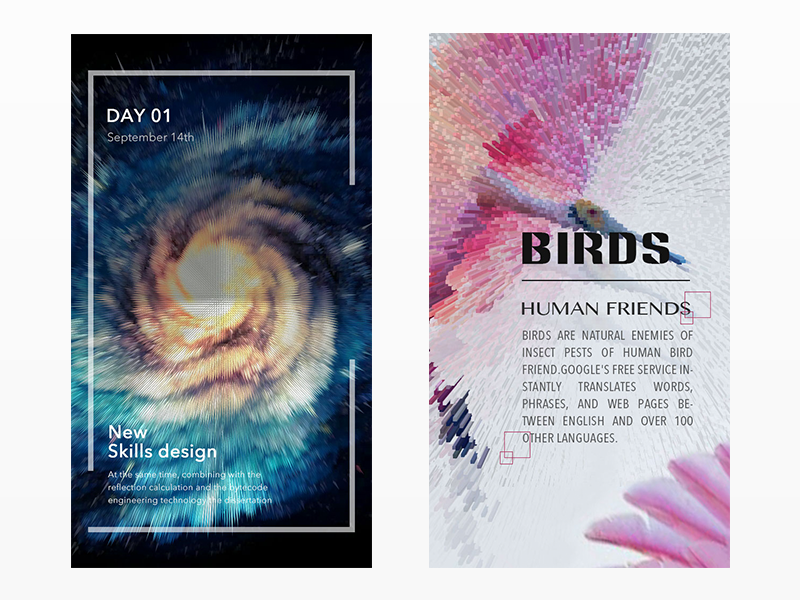 DAY 01
September 14th
New
Skills design
At the same time, combining with the
reflection calculation and the bytecode
engineering technology,the dissertation
BIRDS
HUMAN FRIENDS
BIRDS ARE NATURAL ENEMIES OF
INSECT PESTS OF HUMAN BIRD
FRIEND.GOOGLE'S FREE SERVICE IN-
STANTLY TRANSLATES WORDS,
PHRASES, AND WEB PAGES BE-
TWEEN ENGLISH AND OVER 100
OTHER LANGUAGES.